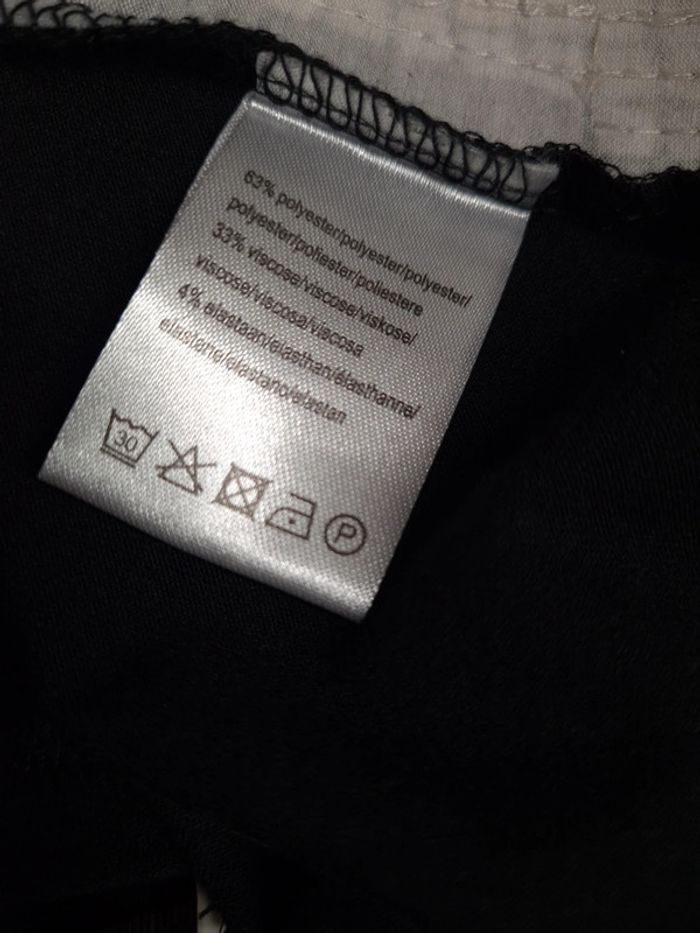 63% polyester/polyester/polyester/
polyester/poliester/poliestere
33% viscose/viscose/viskose/
viscose/viscosa/viscosa
4% elastaan/elasthan/élasthanne/
elastane/elastano/elastan
30
P